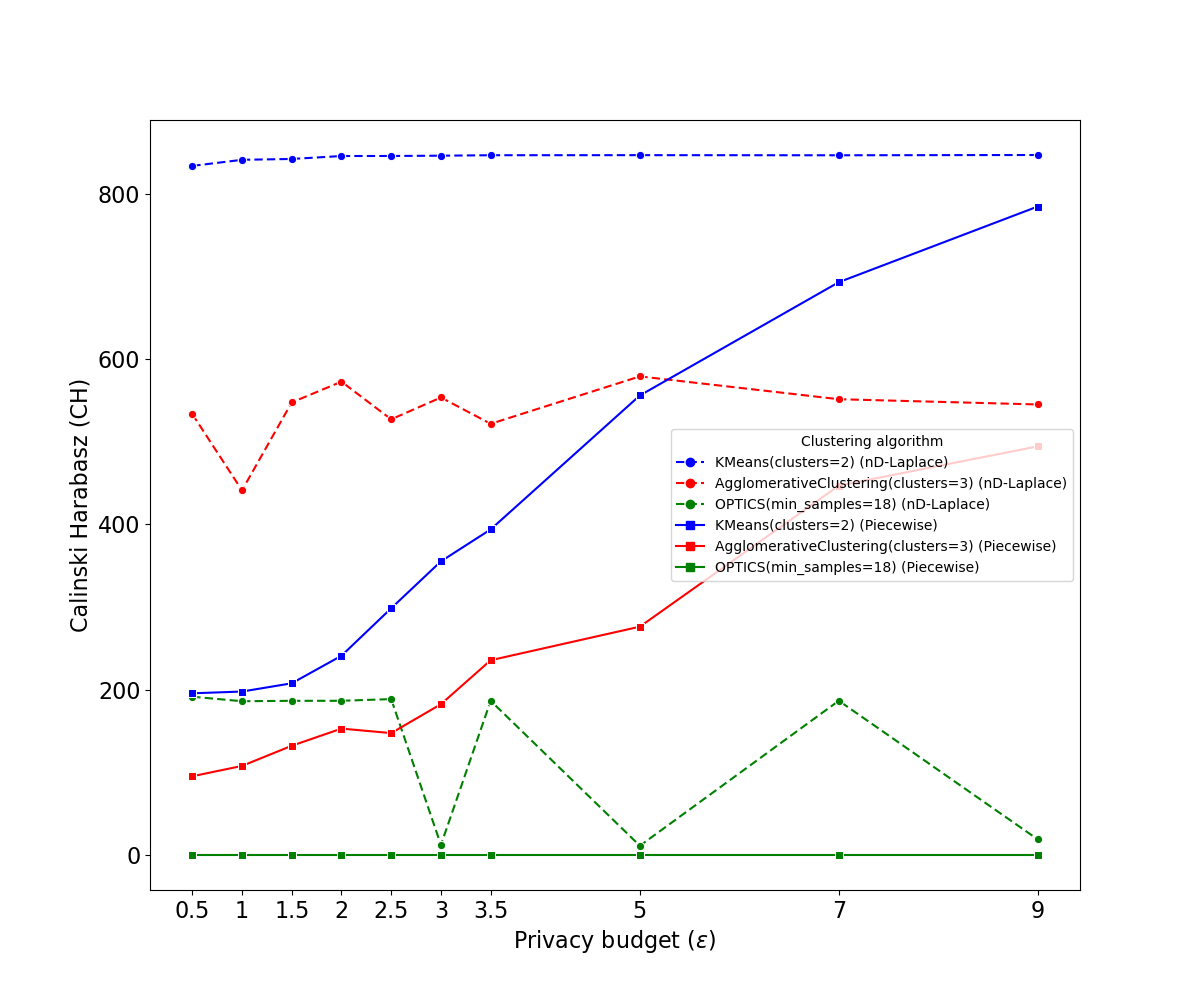 800
600
400
200
0
Calinski Harabasz (CH)
Clustering algorithm
KMeans(clusters=2) (nD-Laplace)
AgglomerativeClustering(clusters=3) (nD-Laplace)
OPTICS(min_samples=18) (nD-Laplace)
KMeans(clusters=2) (Piecewise)
AgglomerativeClustering(clusters=3) (Piecewise)
OPTICS(min_samples=18) (Piecewise)
0.5 1 1.5 2 2.5 3 3.5 5 7 9
Privacy budget (ε)